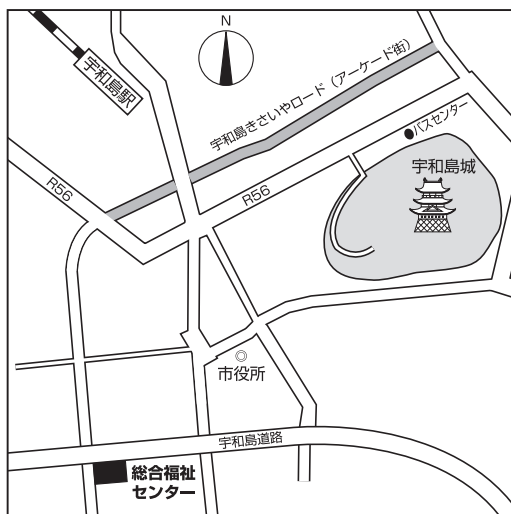 N
宇和島駅
宇和島きさいやロード（アーケード街）
バスセンター
宇和島城
R56
R56
市役所
宇和島道路
総合福祉
センター